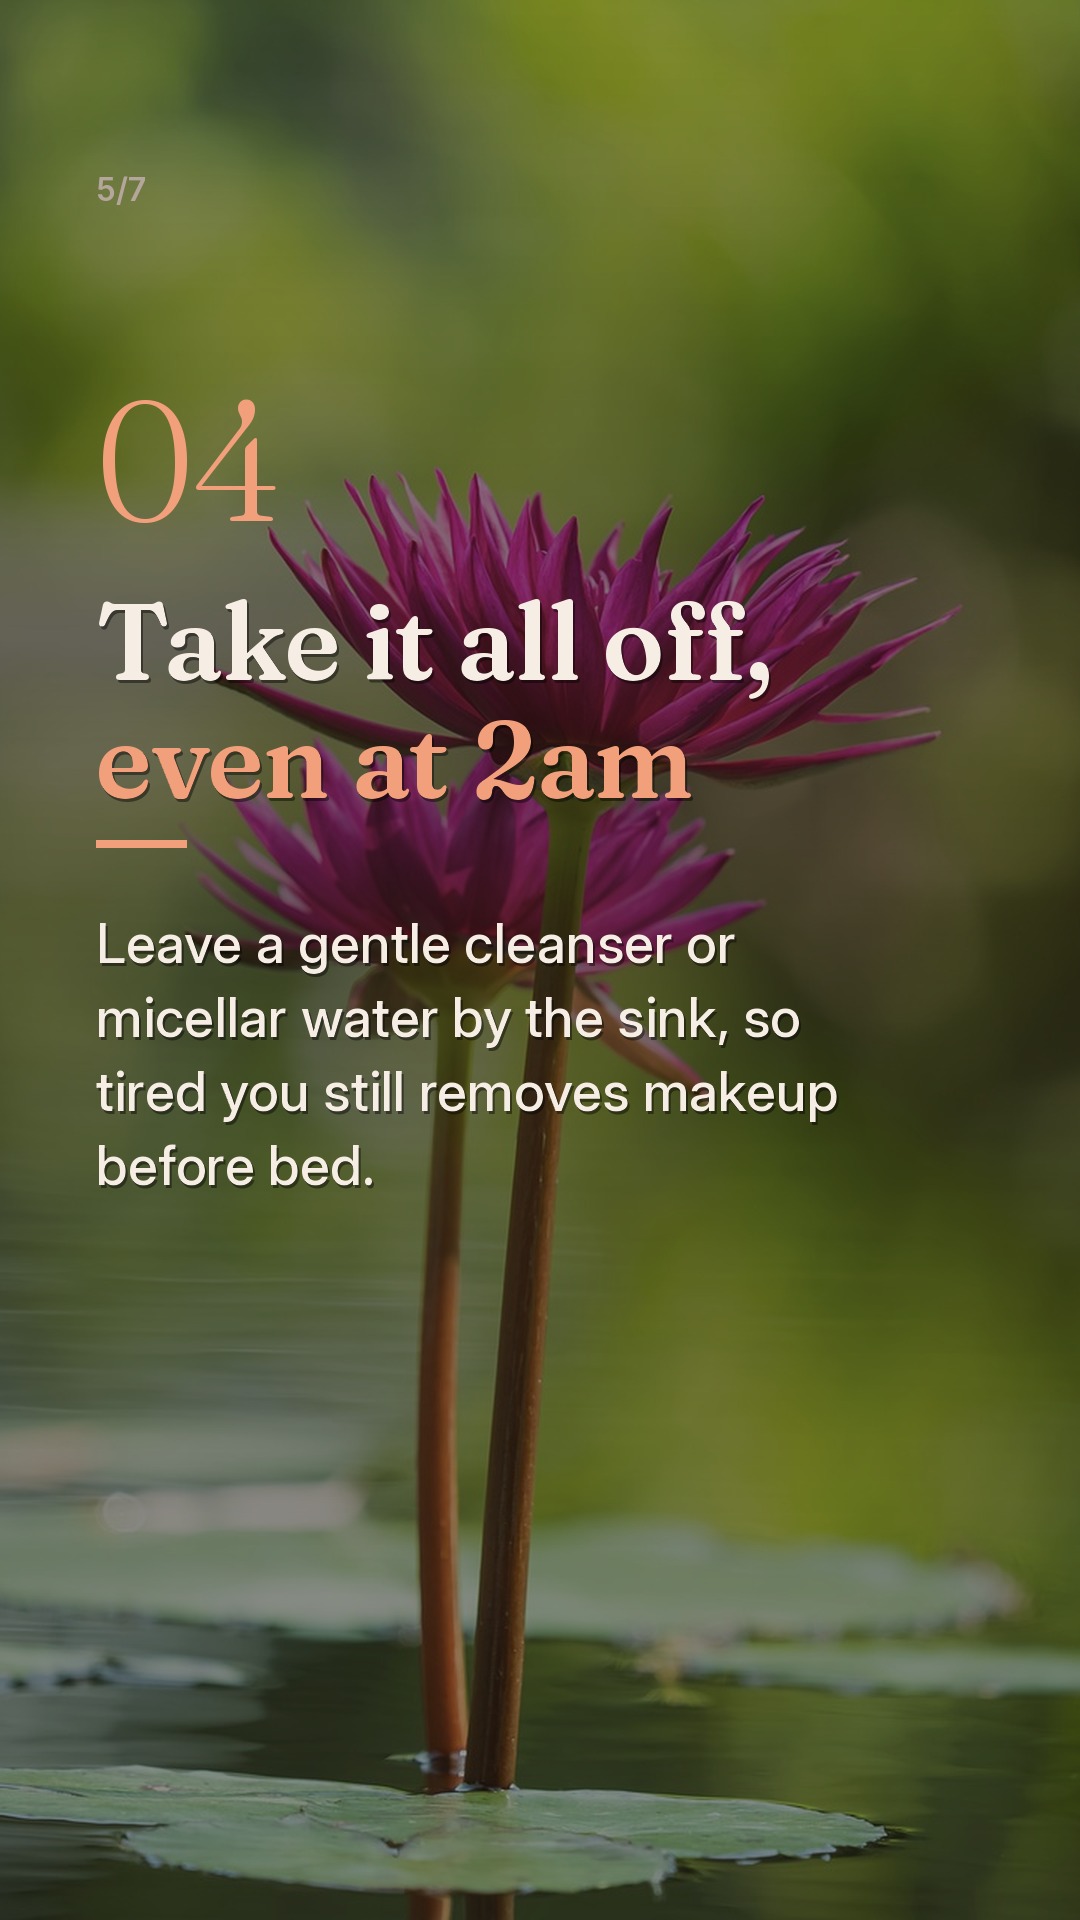 5/7
04
Take it all off,
even at 2am
Leave a gentle cleanser or
micellar water by the sink, so
tired you still removes makeup
before bed.